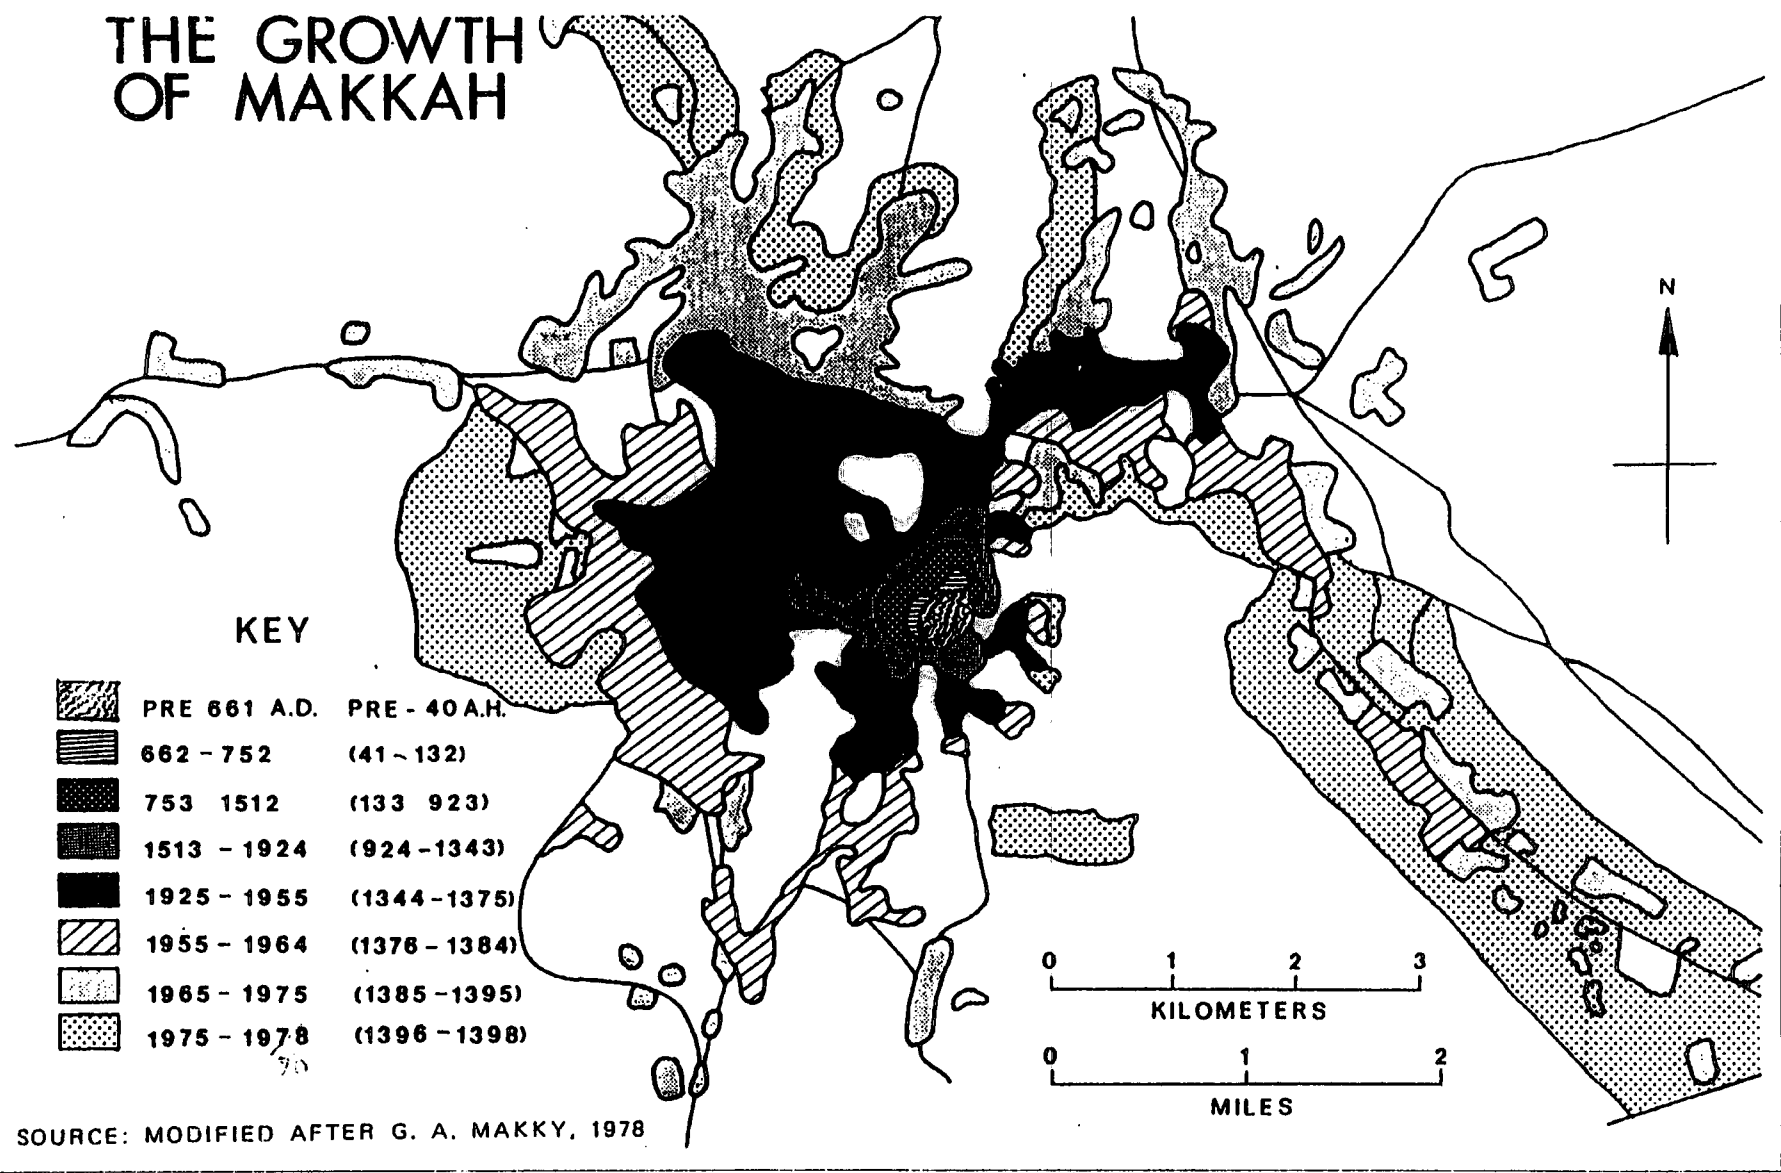 THE GROWTH
OF MAKKAH
N
KEY
PRE 661 A.D. PRE - 40 A.H.
662 - 752 (41 - 132)
753 1512 (133 923)
1513 - 1924 (924 - 1343)
1925 - 1955 (1344 - 1375)
1955 - 1964 (1376 - 1384)
1965 - 1975 (1385 - 1395)
1975 - 1978 (1396 - 1398)
0 1 2 3
KILOMETERS
0 1 2
MILES
SOURCE: MODIFIED AFTER G. A. MAKKY, 1978